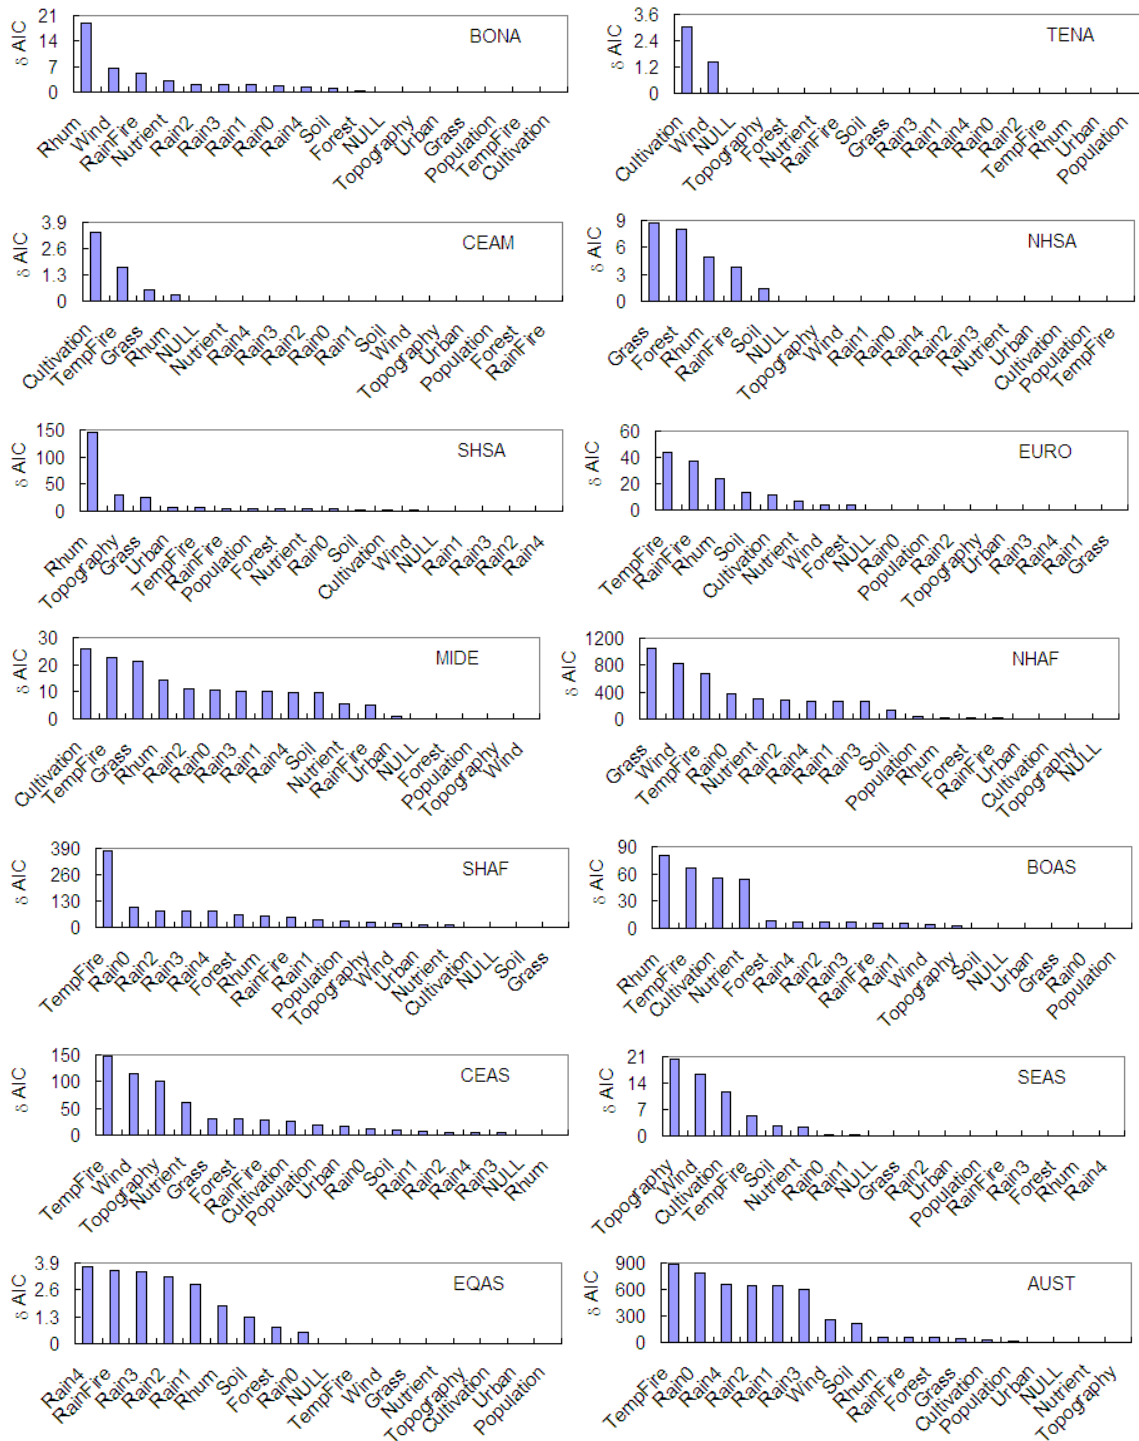 δ AIC
21
14
7
0
BONA
Rhum Wind RainFire Nutrient Rain2 Rain3 Rain1 Rain0 Rain4 Soil Forest NULL Topography Urban Grass Population TempFire Cultivation
δ AIC
3.6
2.4
1.2
0
TENA
Cultivation Wind NULL Topography Forest Nutrient RainFire Soil Grass Rain3 Rain1 Rain4 Rain0 Rain2 TempFire Rhum Urban Population
δ AIC
3.9
2.6
1.3
0
CEAM
Cultivation TempFire Grass Rhum NULL Nutrient Rain4 Rain3 Rain2 Rain0 Rain1 Soil Wind Topography Urban Population Forest RainFire
δ AIC
9
6
3
0
NHSA
Grass Forest Rhum RainFire Soil NULL Topography Wind Rain1 Rain0 Rain4 Rain2 Rain3 Nutrient Urban Cultivation Population TempFire
δ AIC
150
100
50
0
SHSA
Rhum Topography Grass Urban TempFire RainFire Population Forest Nutrient Rain0 Soil Cultivation Wind NULL Rain1 Rain3 Rain2 Rain4
δ AIC
60
40
20
0
EURO
TempFire RainFire Rhum Soil Cultivation Nutrient Wind Forest NULL Rain0 Population Rain2 Topography Urban Rain3 Rain4 Rain1 Grass
δ AIC
30
20
10
0
MIDE
Cultivation TempFire Grass Rhum Rain2 Rain0 Rain3 Rain1 Rain4 Soil Nutrient RainFire Urban NULL Forest Population Topography Wind
δ AIC
1200
800
400
0
NHAF
Grass Wind TempFire Rain0 Nutrient Rain2 Rain4 Rain1 Rain3 Soil Population Rhum Forest RainFire Urban Cultivation Topography NULL
δ AIC
390
260
130
0
SHAF
TempFire Rain0 Rain2 Rain3 Rain4 Forest Rhum RainFire Rain1 Population Topography Wind Urban Nutrient Cultivation NULL Soil Grass
δ AIC
90
60
30
0
BOAS
Rhum TempFire Cultivation Nutrient Forest Rain4 Rain2 Rain3 RainFire Rain1 Wind Topography Soil NULL Urban Grass Rain0 Population
δ AIC
150
100
50
0
CEAS
TempFire Wind Topography Nutrient Grass Forest RainFire Cultivation Population Urban Rain0 Soil Rain1 Rain2 Rain4 Rain3 NULL Rhum
δ AIC
21
14
7
0
SEAS
Topography Wind Cultivation TempFire Soil Nutrient Rain0 Rain1 NULL Grass Rain2 Urban Population RainFire Rain3 Forest Rhum Rain4
δ AIC
3.9
2.6
1.3
0
EQAS
Rain4 RainFire Rain3 Rain2 Rain1 Rhum Soil Forest Rain0 NULL TempFire Wind Grass Nutrient Topography Cultivation Urban Population
δ AIC
900
600
300
0
AUST
TempFire Rain0 Rain4 Rain2 Rain1 Rain3 Wind Soil Rhum RainFire Forest Grass Cultivation Population Urban NULL Nutrient Topography